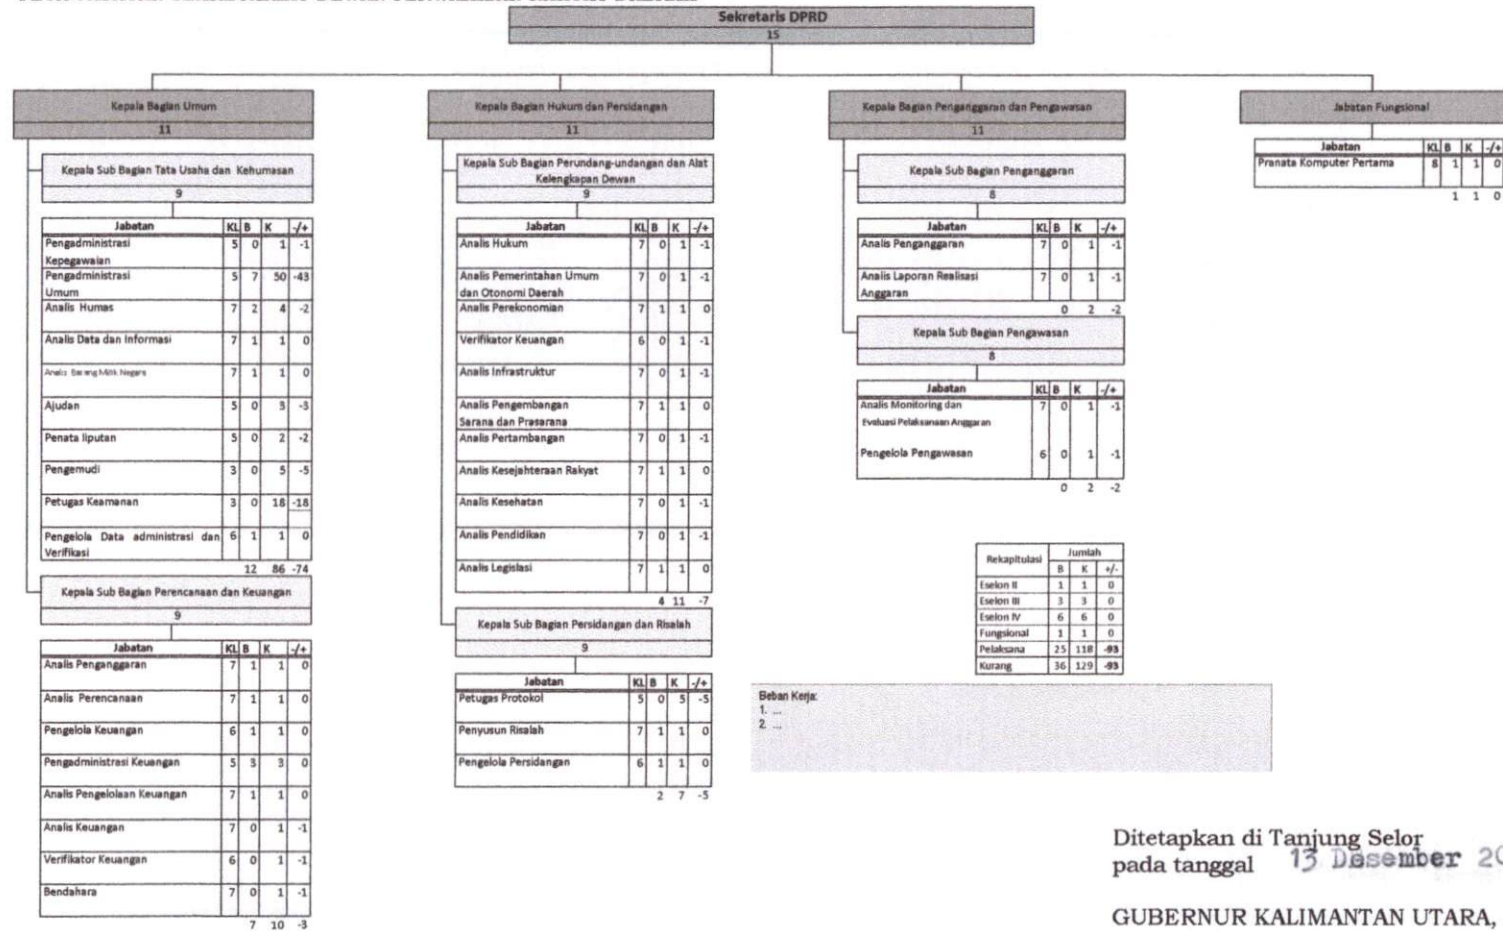 Sekretaris DPRD
15
Kepala Bagian Umum
11
Kepala Sub Bagian Tata Usaha dan Kehumasan
9
Jabatan KL B K -/+
Pengadministrasi 5 0 1 -1
Kepegawaian
Pengadministrasi 5 7 50 -43
Umum
Analis Humas 7 2 4 -2
Analis Data dan Informasi 7 1 1 0
Analis Barang Milik Negara 7 1 1 0
Ajudan 5 0 3 -3
Penata liputan 5 0 2 -2
Pengemudi 3 0 5 -5
Petugas Keamanan 3 0 18 -18
Pengelola Data administrasi dan 6 1 1 0
Verifikasi
12 86 -74
Kepala Sub Bagian Perencanaan dan Keuangan
9
Jabatan KL B K -/+
Analis Penganggaran 7 1 1 0
Analis Perencanaan 7 1 1 0
Pengelola Keuangan 6 1 1 0
Pengadministrasi Keuangan 5 3 3 0
Analis Pengelolaan Keuangan 7 1 1 0
Analis Keuangan 7 0 1 -1
Verifikator Keuangan 6 0 1 -1
Bendahara 7 0 1 -1
7 10 -3
Kepala Bagian Hukum dan Persidangan
11
Kepala Sub Bagian Perundang-undangan dan Alat
Kelengkapan Dewan
9
Jabatan KL B K -/+
Analis Hukum 7 0 1 -1
Analis Pemerintahan Umum 7 0 1 -1
dan Otonomi Daerah
Analis Perekonomian 7 1 1 0
Verifikator Keuangan 6 0 1 -1
Analis Infrastruktur 7 0 1 -1
Analis Pengembangan 7 1 1 0
Sarana dan Prasarana
Analis Pertambangan 7 0 1 -1
Analis Kesejahteraan Rakyat 7 1 1 0
Analis Kesehatan 7 0 1 -1
Analis Pendidikan 7 0 1 -1
Analis Legislasi 7 1 1 0
4 11 -7
Kepala Sub Bagian Persidangan dan Risalah
9
Jabatan KL B K -/+
Petugas Protokol 5 0 5 -5
Penyusun Risalah 7 1 1 0
Pengelola Persidangan 6 1 1 0
2 7 -5
Kepala Bagian Penganggaran dan Pengawasan
11
Kepala Sub Bagian Penganggaran
8
Jabatan KL B K -/+
Analis Penganggaran 7 0 1 -1
Analis Laporan Realisasi 7 0 1 -1
Anggaran
0 2 -2
Kepala Sub Bagian Pengawasan
8
Jabatan KL B K -/+
Analis Monitoring dan 7 0 1 -1
Evaluasi Pelaksanaan Anggaran
Pengelola Pengawasan 6 0 1 -1
0 2 -2
Jabatan Fungsional
Jabatan KL B K -/+
Pranata Komputer Pertama 8 1 1 0
1 1 0
Rekapitulasi Jumlah
B K +/-
Eselon II 1 1 0
Eselon III 3 3 0
Eselon IV 6 6 0
Fungsional 1 1 0
Pelaksana 25 118 -93
Kurang 36 129 -93
Beban Kerja:
1. ...
2. ...
Ditetapkan di Tanjung Selor
pada tanggal 13 Desember 20
GUBERNUR KALIMANTAN UTARA,